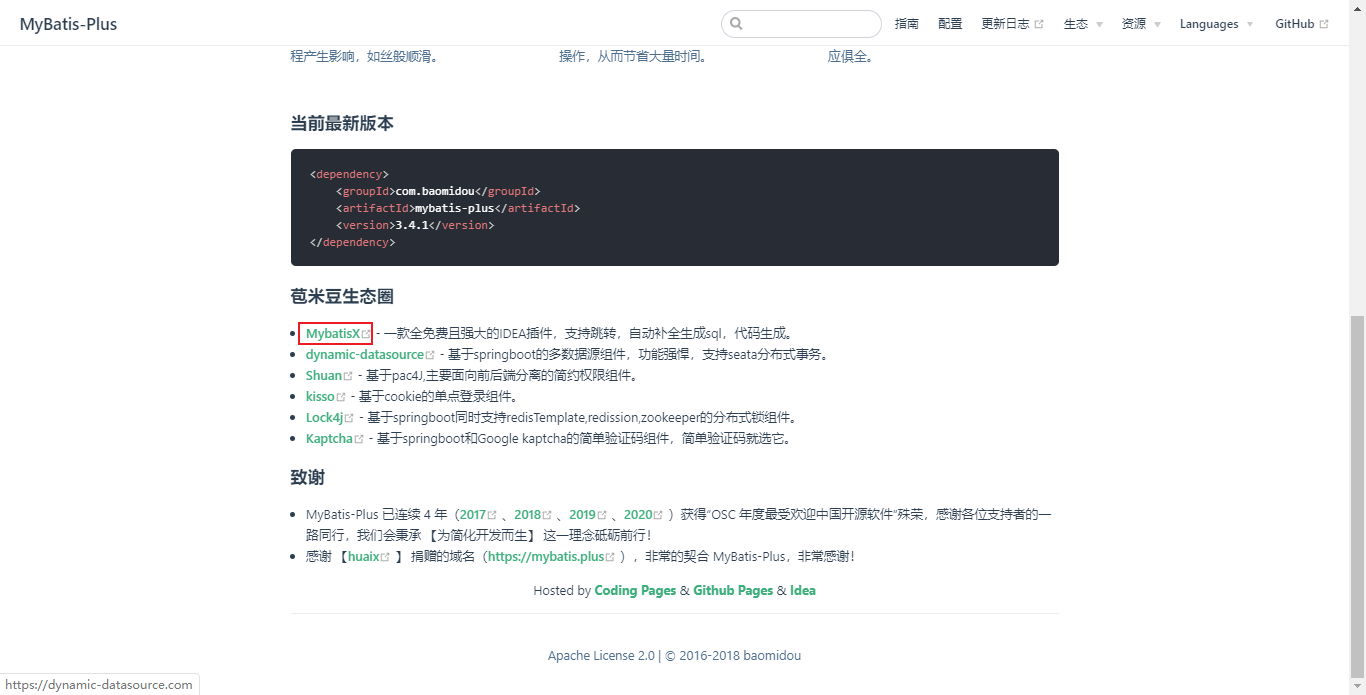 MyBatis-Plus
指南 配置 更新日志 生态 资源 Languages GitHub
程产生影响，如丝般顺滑。 操作，从而节省大量时间。 应俱全。
当前最新版本
<dependency>
    <groupId>com.baomidou</groupId>
    <artifactId>mybatis-plus</artifactId>
    <version>3.4.1</version>
</dependency>
苞米豆生态圈
MybatisX - 一款全免费且强大的IDEA插件，支持跳转，自动补全生成sql，代码生成。
dynamic-datasource - 基于springboot的多数据源组件，功能强悍，支持seata分布式事务。
Shuan - 基于pac4J,主要面向前后端分离的简约权限组件。
kisso - 基于cookie的单点登录组件。
Lock4j - 基于springboot同时支持redisTemplate,redission,zookeeper的分布式锁组件。
Kaptcha - 基于springboot和Google kaptcha的简单验证码组件，简单验证码就选它。
致谢
MyBatis-Plus 已连续 4 年（2017 、2018 、2019 、2020 ）获得“OSC 年度最受欢迎中国开源软件”殊荣，感谢各位支持者的一
路同行，我们会秉承 【为简化开发而生】 这一理念砥砺前行！
感谢 【huaix 】 捐赠的域名（https://mybatis.plus ），非常的契合 MyBatis-Plus，非常感谢！
Hosted by Coding Pages & Github Pages & Idea
Apache License 2.0 | © 2016-2018 baomidou
https://dynamic-datasource.com